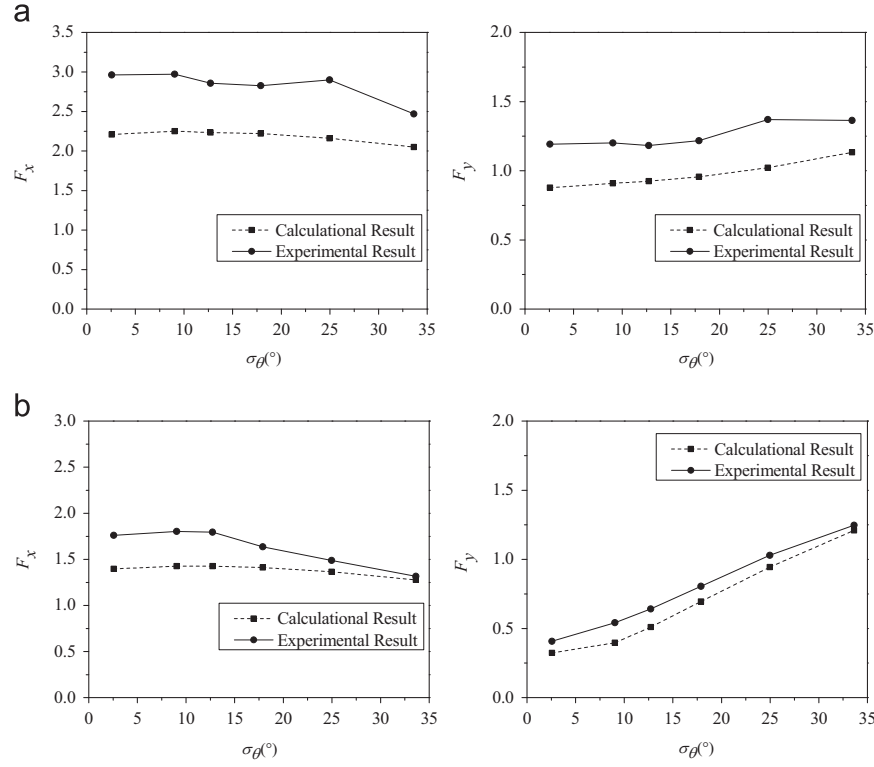 a
3.5
3.0
2.5
2.0
1.5
1.0
0.5
0.0
F_x
0 5 10 15 20 25 30 35
σ_θ(°)
Calculational Result
Experimental Result
2.0
1.5
1.0
0.5
0.0
F_y
0 5 10 15 20 25 30 35
σ_θ(°)
Calculational Result
Experimental Result
b
3.0
2.5
2.0
1.5
1.0
0.5
0.0
F_x
0 5 10 15 20 25 30 35
σ_θ(°)
Calculational Result
Experimental Result
2.0
1.5
1.0
0.5
0.0
F_y
0 5 10 15 20 25 30 35
σ_θ(°)
Calculational Result
Experimental Result